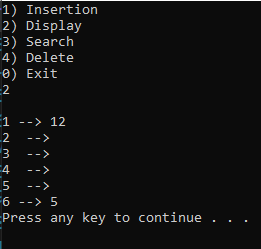 1) Insertion
2) Display
3) Search
4) Delete
0) Exit
2
1 --> 12
2  -->
3  -->
4  -->
5  -->
6 --> 5
Press any key to continue . . .